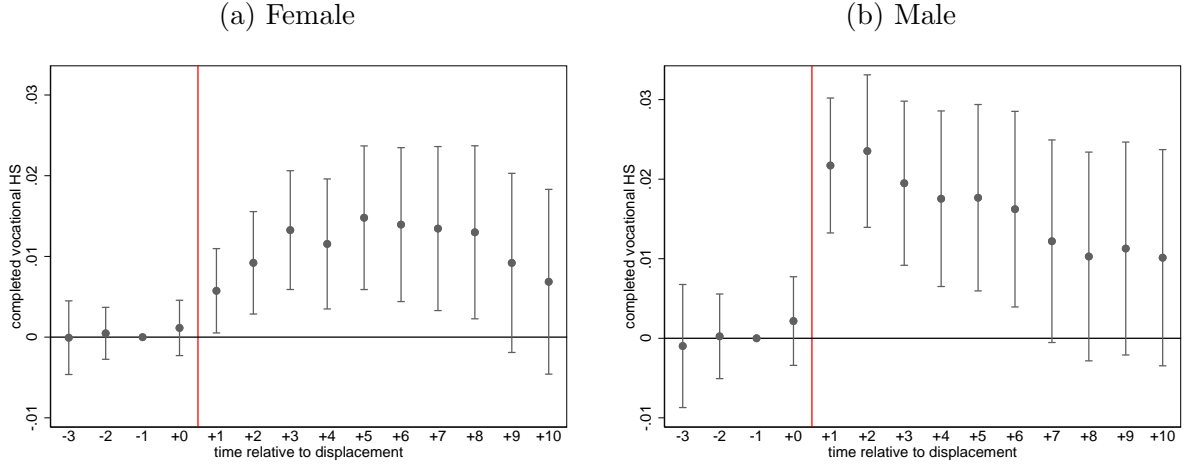 (a) Female
completed vocational HS
.03
.02
.01
0
-.01
-3 -2 -1 +0 +1 +2 +3 +4 +5 +6 +7 +8 +9 +10
time relative to displacement
(b) Male
completed vocational HS
.03
.02
.01
0
-.01
-3 -2 -1 +0 +1 +2 +3 +4 +5 +6 +7 +8 +9 +10
time relative to displacement